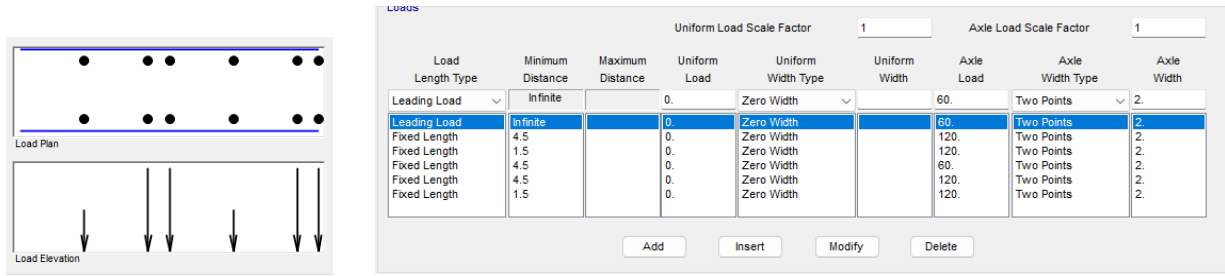 Loads
Uniform Load Scale Factor 1 Axle Load Scale Factor 1
Load Length Type Minimum Distance Maximum Distance Uniform Load Uniform Width Type Uniform Width Axle Load Axle Width Type Axle Width
Leading Load Infinite 0. Zero Width 60. Two Points 2.
Leading Load Infinite 0. Zero Width 60. Two Points 2.
Fixed Length 4.5 0. Zero Width 120. Two Points 2.
Fixed Length 1.5 0. Zero Width 120. Two Points 2.
Fixed Length 4.5 0. Zero Width 60. Two Points 2.
Fixed Length 4.5 0. Zero Width 120. Two Points 2.
Fixed Length 1.5 0. Zero Width 120. Two Points 2.
Add Insert Modify Delete
Load Plan
Load Elevation